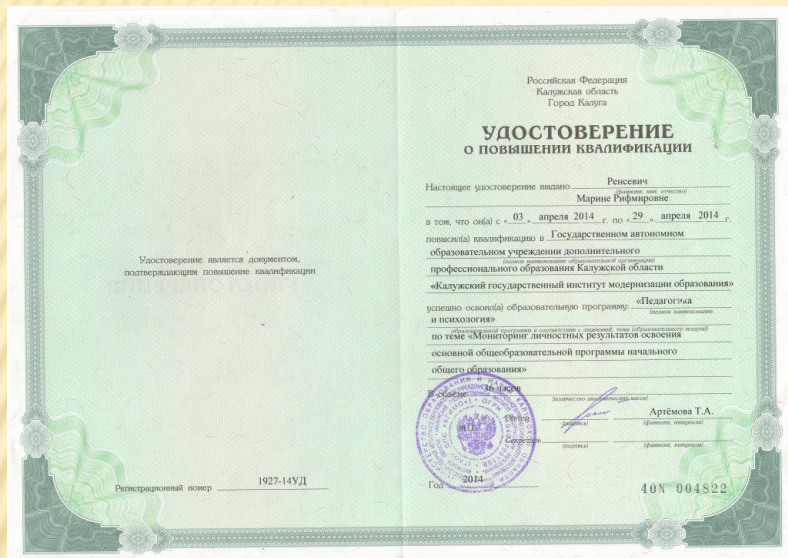 Удостоверение является документом,
подтверждающим повышение квалификации
Регистрационный номер 1927-14УД
Российская Федерация
Калужская область
Город Калуга
УДОСТОВЕРЕНИЕ
О ПОВЫШЕНИИ КВАЛИФИКАЦИИ
Настоящее удостоверение выдано Ренсевич
(фамилия, имя, отчество)
Марине Рифмировне
в том, что он(а) с «03» апреля 2014 г. по «29» апреля 2014 г.
повысил(а) квалификацию в Государственном автономном
образовательном учреждении дополнительного
(полное наименование образовательной организации)
профессионального образования Калужской области
«Калужский государственный институт модернизации образования»
успешно освоил(а) образовательную программу: «Педагогика
(полное наименование
и психология»
образовательной программы в соответствии с лицензией, тема (образовательного модуля)
по теме «Мониторинг личностных результатов освоения
основной общеобразовательной программы начального
общего образования»
В объеме 36 часов
(количество академических часов)
Ректор Артёмова Т.А.
(подпись) (фамилия, инициалы)
Секретарь
(подпись) (фамилия, инициалы)
М.П.
Год 2014
40N 004822